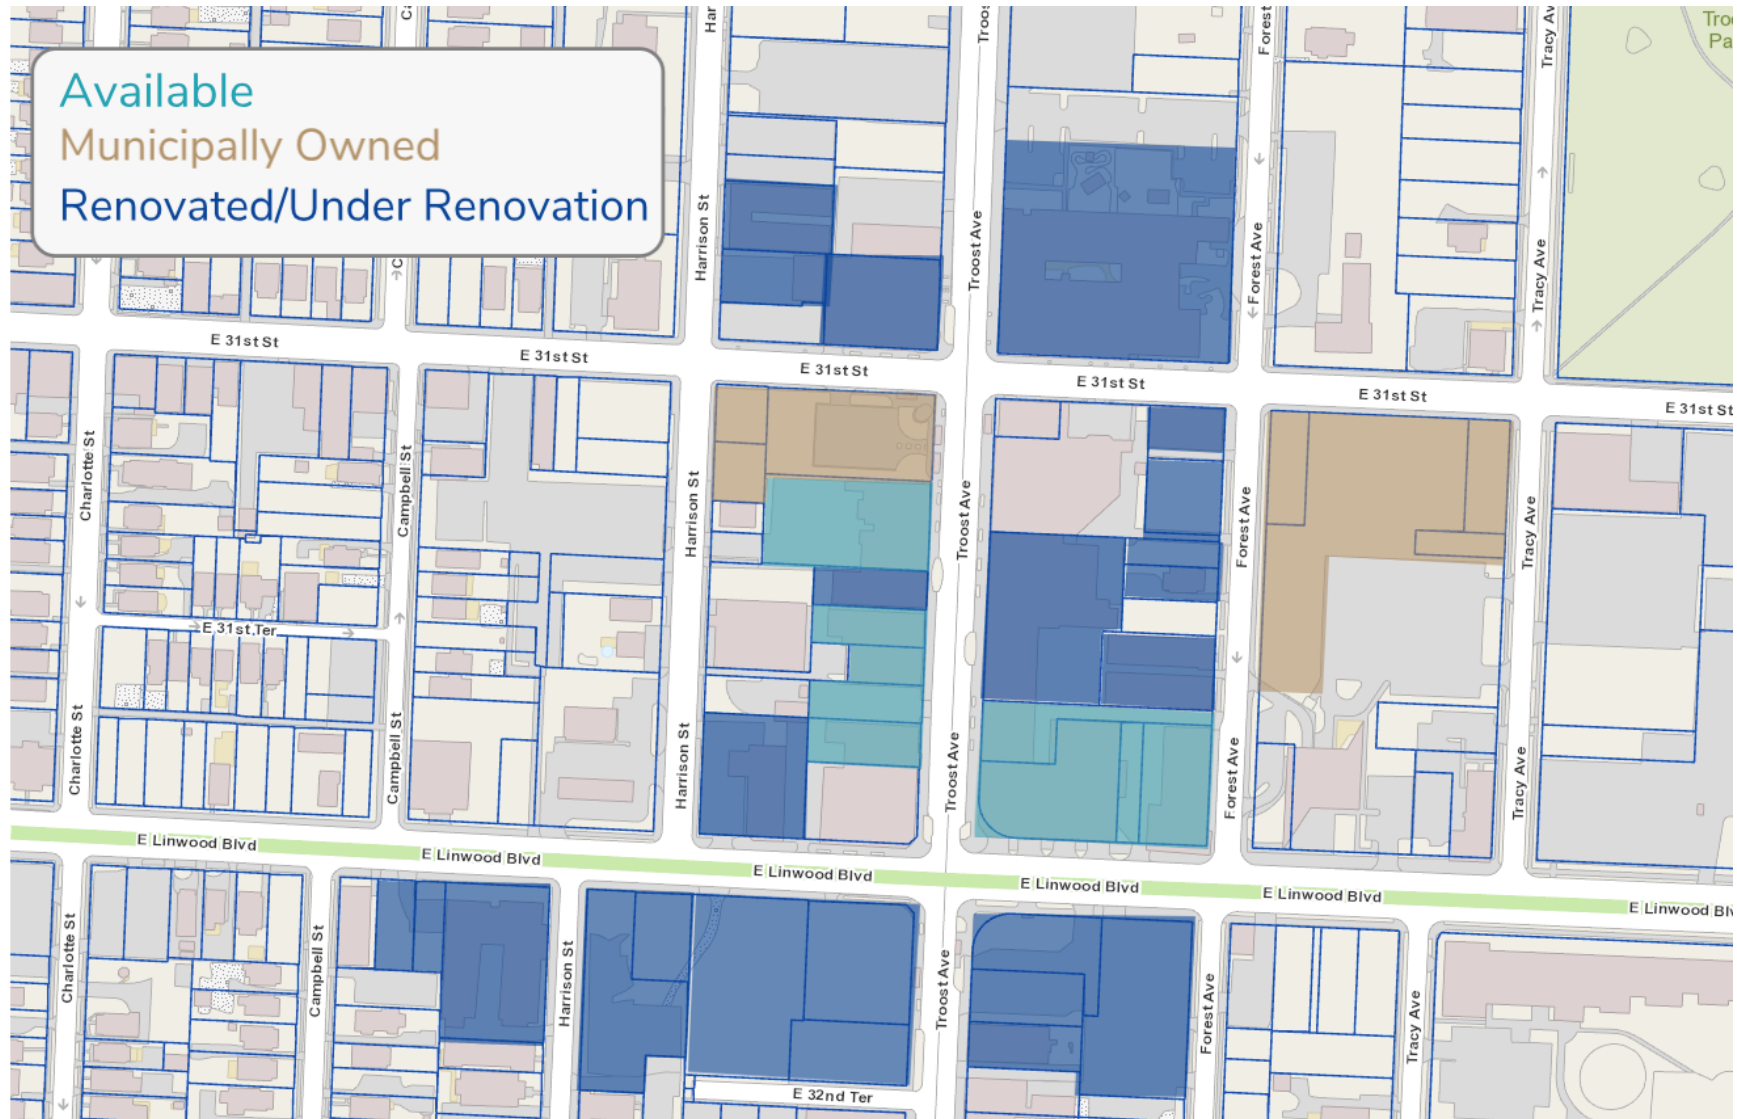 Available
Municipally Owned
Renovated/Under Renovation
Harrison St
Troost Ave
Forest Ave
Tracy Ave
Tracy Ave
E 31st St
E 31st St
E 31st St
E 31st St
E 31st St
E 31st St
Charlotte St
Campbell St
Harrison St
Troost Ave
Forest Ave
Tracy Ave
E 31st Ter
Charlotte St
Campbell St
Harrison St
Troost Ave
Forest Ave
Tracy Ave
E Linwood Blvd
E Linwood Blvd
E Linwood Blvd
E Linwood Blvd
E Linwood Blvd
E Linwood Blv
Charlotte St
Campbell St
Harrison St
Troost Ave
Forest Ave
Tracy Ave
E 32nd Ter